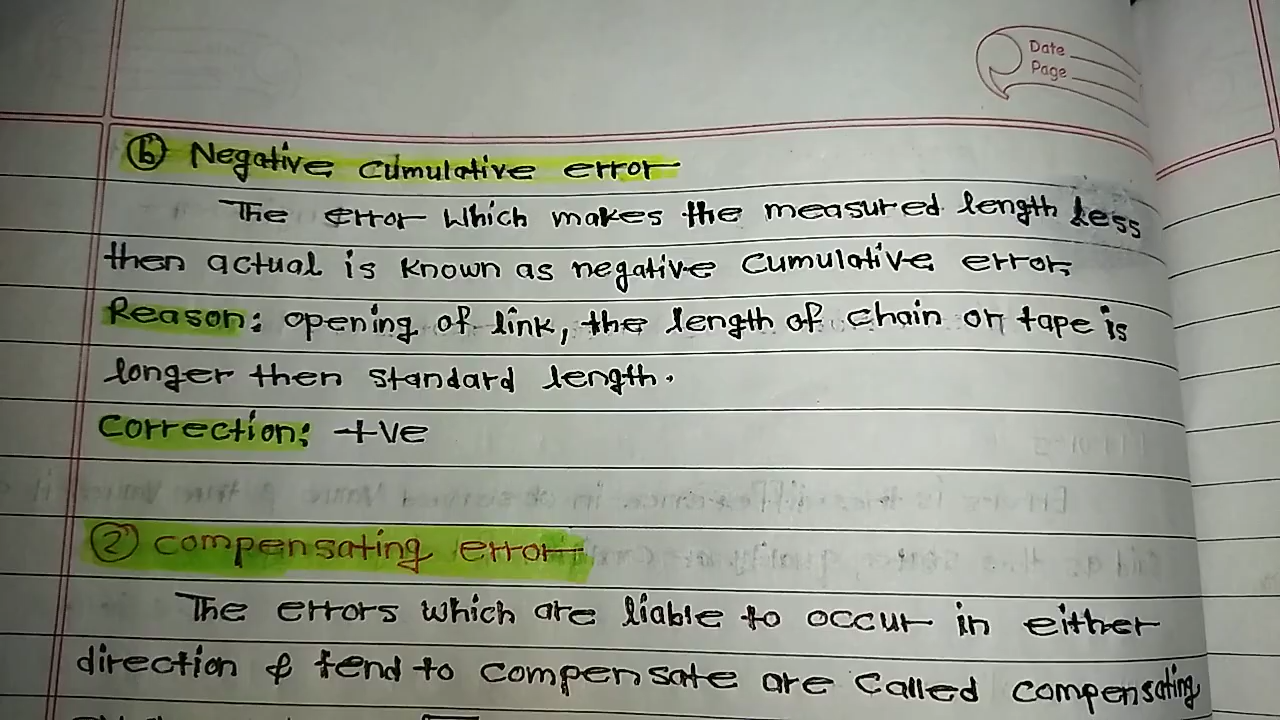 Date
Page
(b) Negative cumulative error
The error which makes the measured length less
then actual is known as negative cumulative error.
Reason: opening of link, the length of chain or tape is
longer then standard length.
Correction: +ve
(2) compensating error
The errors which are liable to occur in either
direction & tend to compensate are called compensating